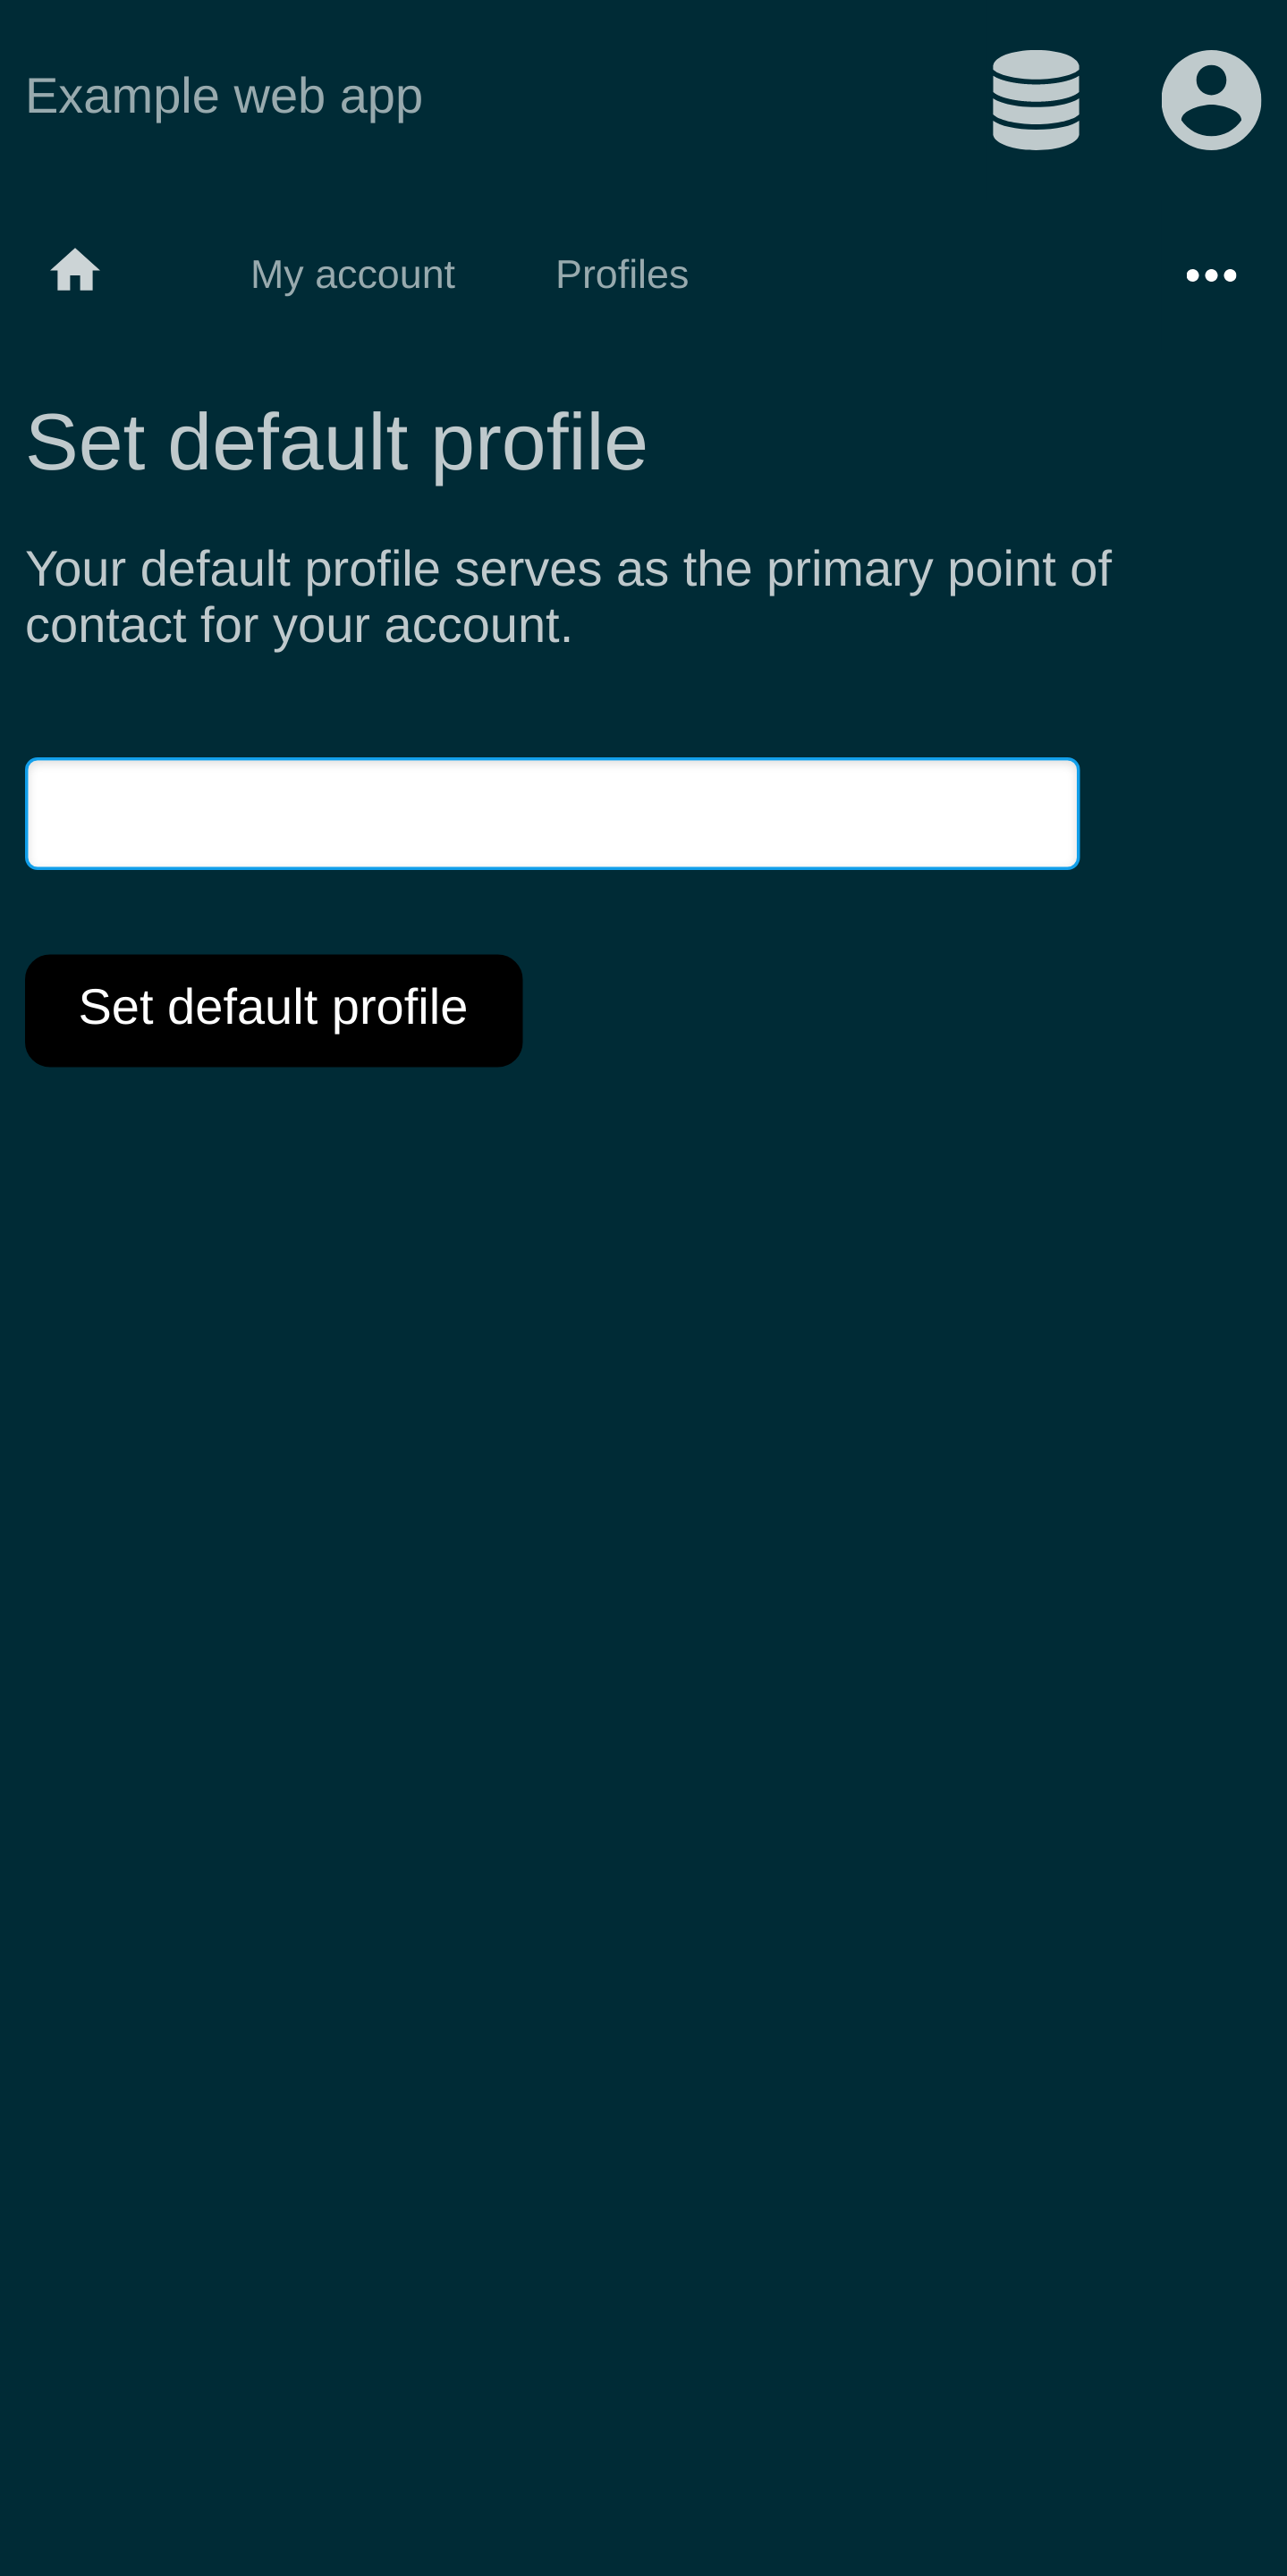 Example web app
My account Profiles
Set default profile
Your default profile serves as the primary point of
contact for your account.
Set default profile